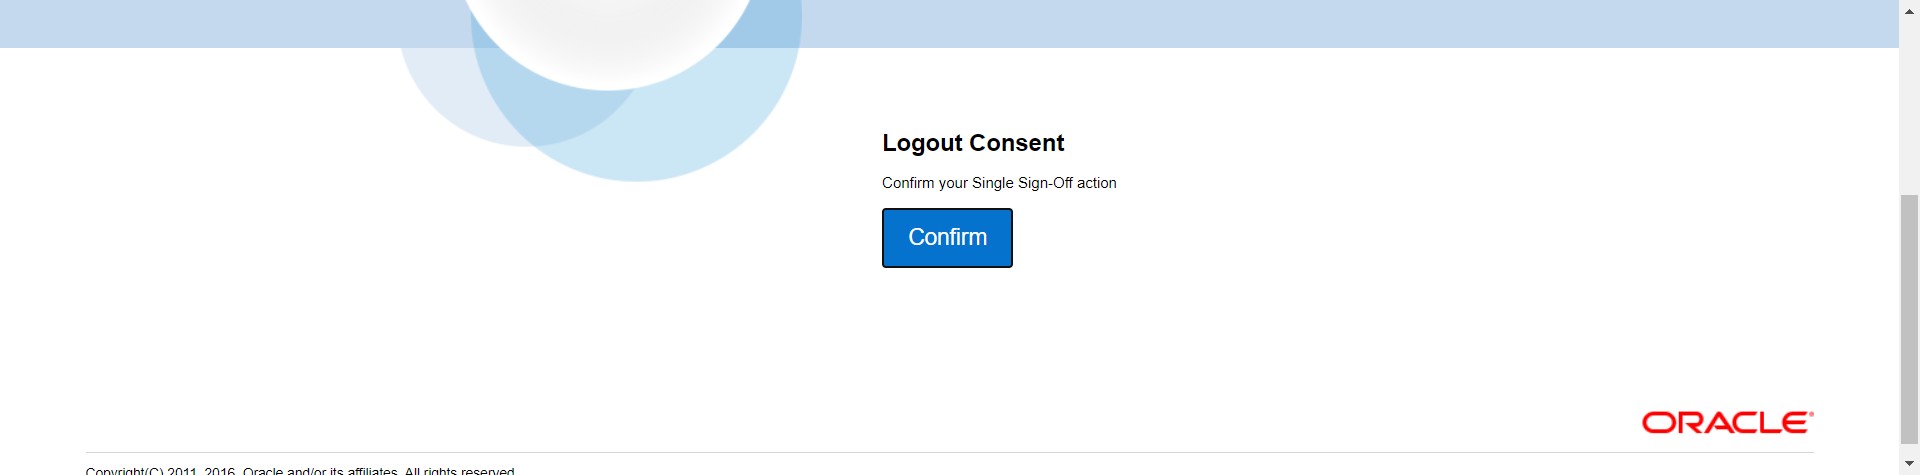 Logout Consent
Confirm your Single Sign-Off action
Confirm
ORACLE®
Copyright(C) 2011, 2016, Oracle and/or its affiliates. All rights reserved.